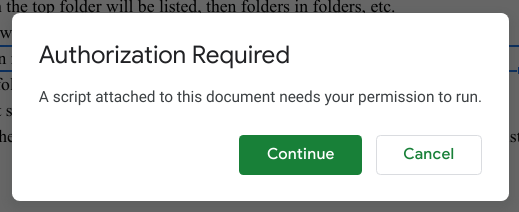 the top folder will be listed, then folders in folders, etc.
Authorization Required
A script attached to this document needs your permission to run.
Continue
Cancel